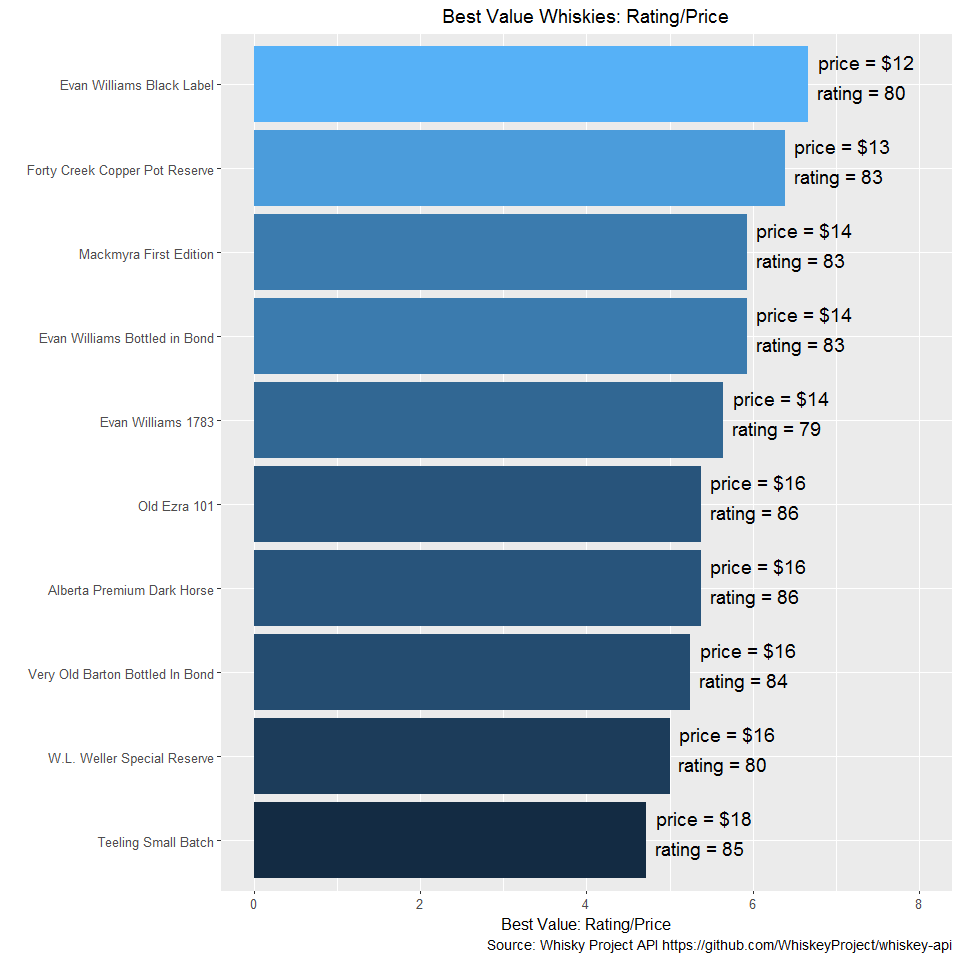 Best Value Whiskies: Rating/Price
Evan Williams Black Label
price = $12
rating = 80
Forty Creek Copper Pot Reserve
price = $13
rating = 83
Mackmyra First Edition
price = $14
rating = 83
Evan Williams Bottled in Bond
price = $14
rating = 83
Evan Williams 1783
price = $14
rating = 79
Old Ezra 101
price = $16
rating = 86
Alberta Premium Dark Horse
price = $16
rating = 86
Very Old Barton Bottled In Bond
price = $16
rating = 84
W.L. Weller Special Reserve
price = $16
rating = 80
Teeling Small Batch
price = $18
rating = 85
0 2 4 6 8
Best Value: Rating/Price
Source: Whisky Project API https://github.com/WhiskeyProject/whiskey-api